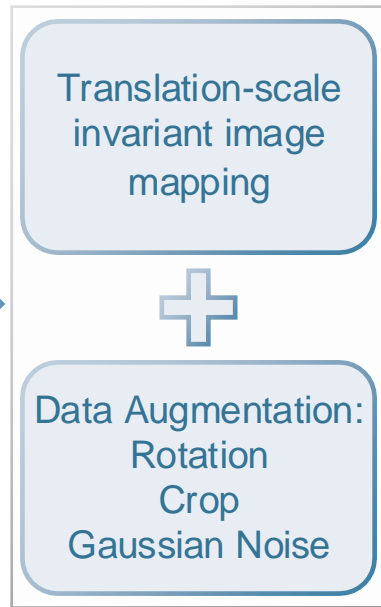 Translation-scale
invariant image
mapping
Data Augmentation:
Rotation
Crop
Gaussian Noise